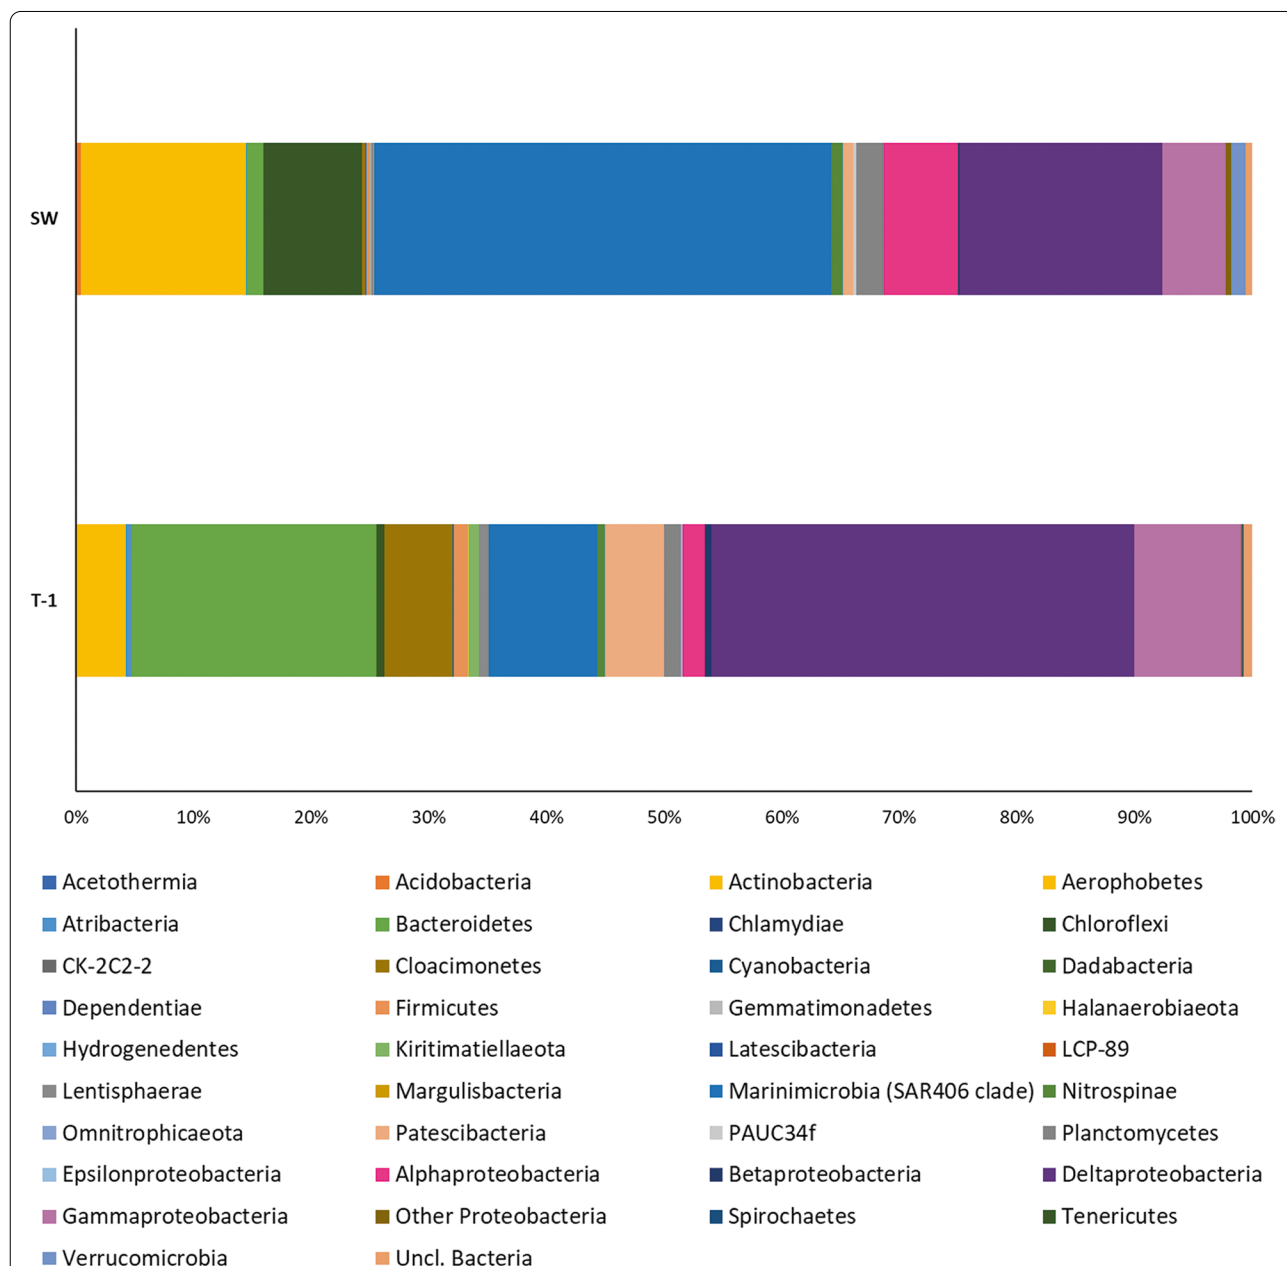 SW
T-1
0% 10% 20% 30% 40% 50% 60% 70% 80% 90% 100%
Acetothermia Acidobacteria Actinobacteria Aerophobetes
Atribacteria Bacteroidetes Chlamydiae Chloroflexi
CK-2C2-2 Cloacimonetes Cyanobacteria Dadabacteria
Dependentiae Firmicutes Gemmatimonadetes Halanaerobiaeota
Hydrogenedentes Kiritimatiellaeota Latescibacteria LCP-89
Lentisphaerae Margulisbacteria Marinimicrobia (SAR406 clade) Nitrospinae
Omnitrophicaeota Patescibacteria PAUC34f Planctomycetes
Epsilonproteobacteria Alphaproteobacteria Betaproteobacteria Deltaproteobacteria
Gammaproteobacteria Other Proteobacteria Spirochaetes Tenericutes
Verrucomicrobia Uncl. Bacteria